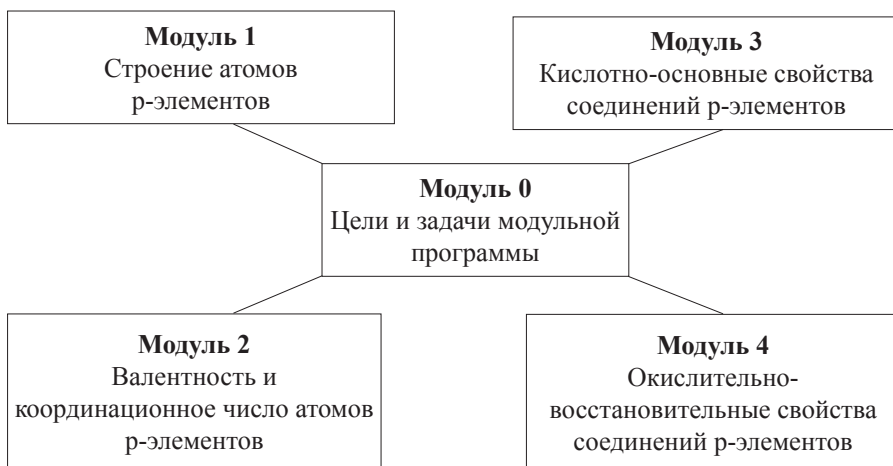 Модуль 1
Строение атомов
p-элементов
Модуль 3
Кислотно-основные свойства
соединений p-элементов
Модуль 0
Цели и задачи модульной
программы
Модуль 2
Валентность и
координационное число атомов
p-элементов
Модуль 4
Окислительно-
восстановительные свойства
соединений p-элементов